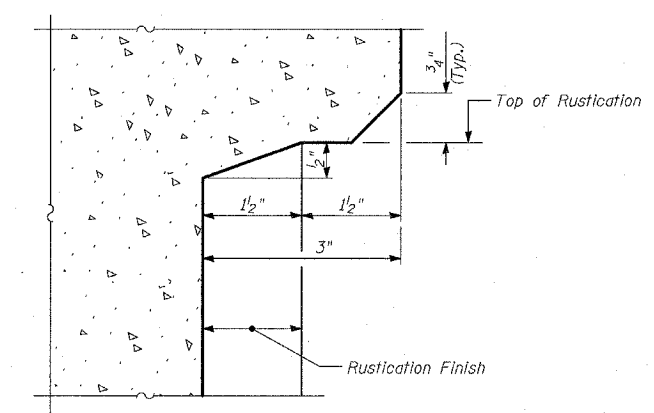 3/4"
(Typ.)
Top of Rustication
1/2"
1 1/2"
1 1/2"
3"
Rustication Finish